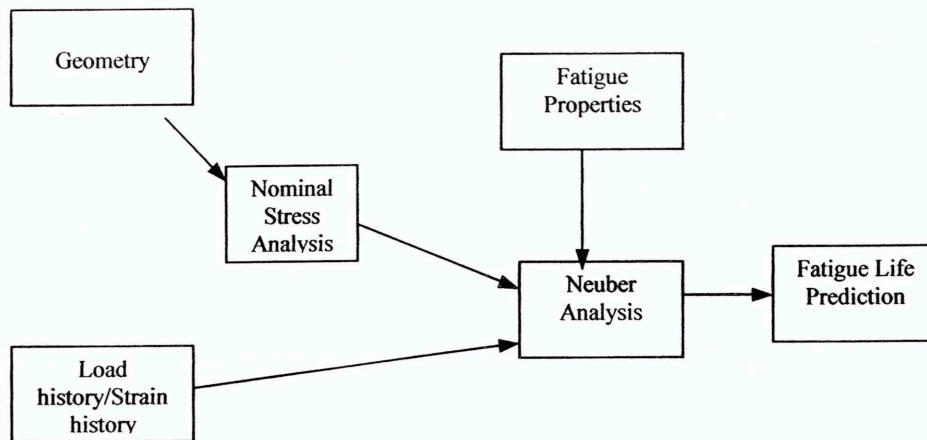 Geometry
Fatigue
Properties
Nominal
Stress
Analysis
Neuber
Analysis
Fatigue Life
Prediction
Load
history/Strain
history